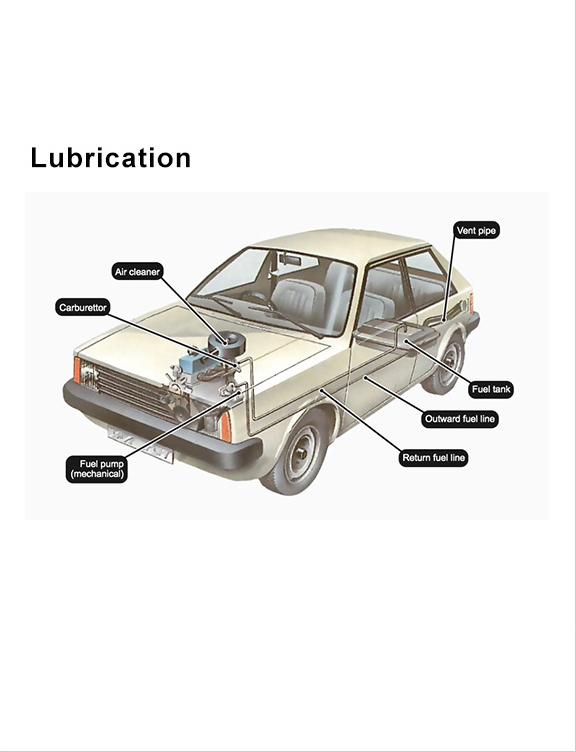 Lubrication
Vent pipe
Air cleaner
Carburettor
Fuel tank
Outward fuel line
Return fuel line
Fuel pump
(mechanical)